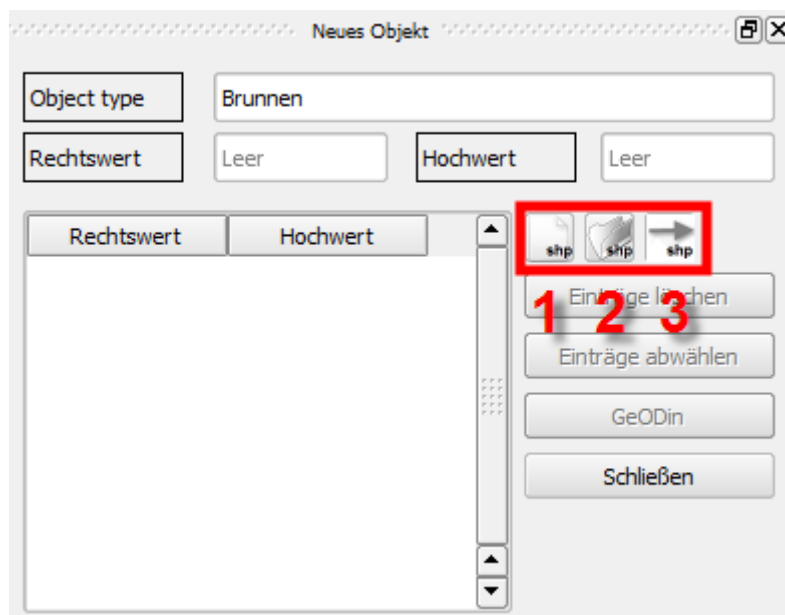 Neues Objekt
Object type Brunnen
Rechtswert Leer Hochwert Leer
Rechtswert Hochwert
shp shp shp
Einträge löschen
1 2 3
Einträge abwählen
GeODin
Schließen